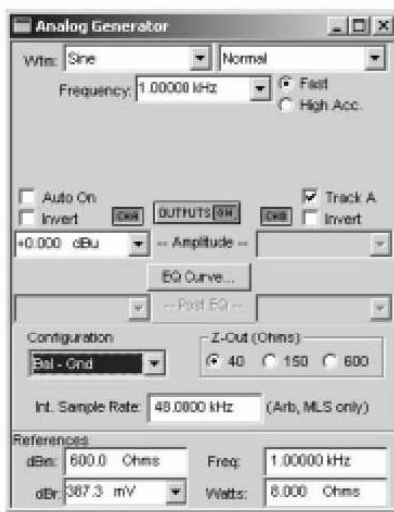 Analog Generator
Wfm: Sine Normal
Frequency: 1.00000 kHz Fast
High Acc.
Auto On Track A
Invert CHA OUTPUTS ON CHB Invert
+0.000 dBu -- Amplitude --
EQ Curve...
-- Post EQ --
Configuration Z-Out (Ohms)
Bal - Gnd 40 150 600
Int. Sample Rate: 48.0000 kHz (Arb, MLS only)
References
dBm: 600.0 Ohms Freq: 1.00000 kHz
dBr: 387.3 mV Watts: 8.000 Ohms